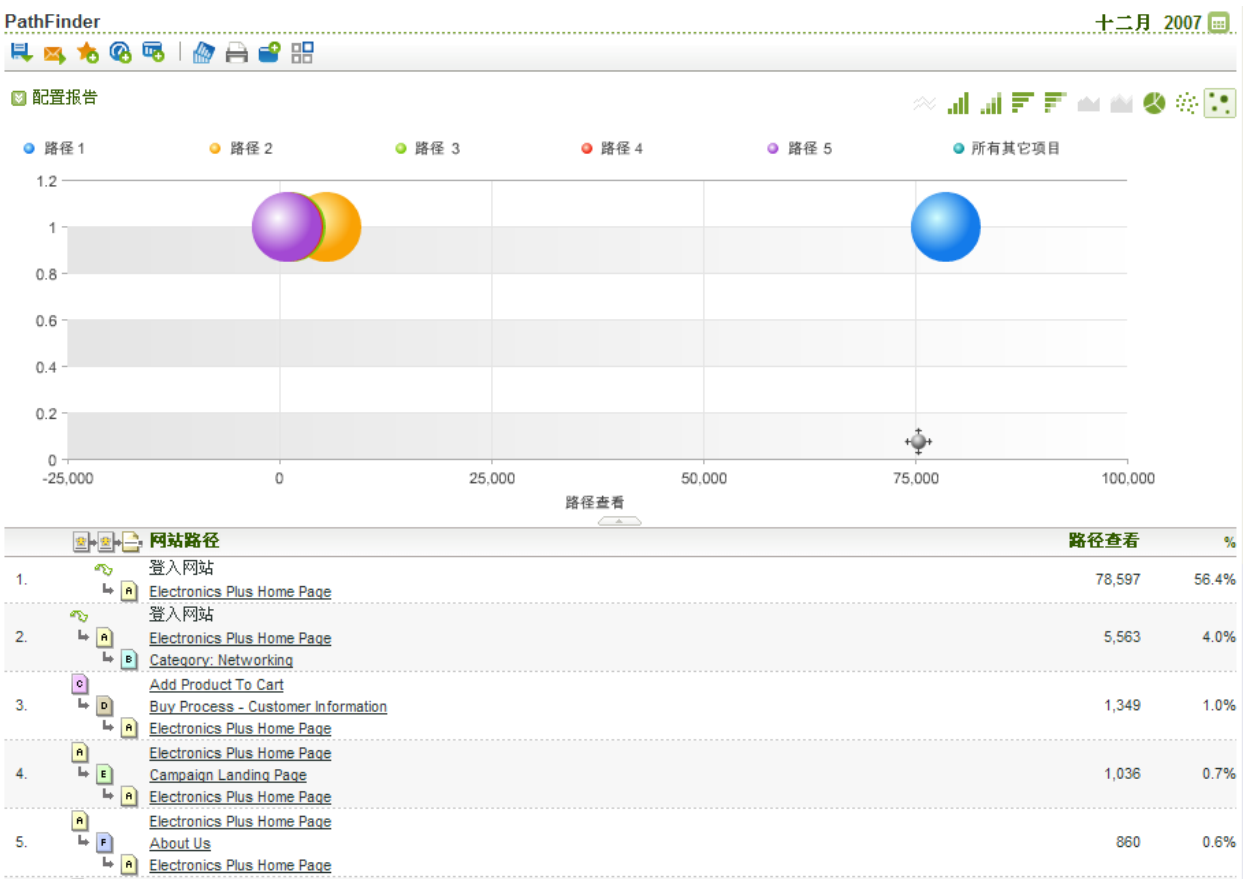 PathFinder
十二月 2007
配置报告
路径 1
路径 2
路径 3
路径 4
路径 5
所有其它项目
1.2
1
0.8
0.6
0.4
0.2
0
-25,000
0
25,000
50,000
75,000
100,000
路径查看
网站路径 路径查看 %
1.
登入网站
A Electronics Plus Home Page
78,597 56.4%
2.
登入网站
A Electronics Plus Home Page
B Category: Networking
5,563 4.0%
3.
C Add Product To Cart
D Buy Process - Customer Information
A Electronics Plus Home Page
1,349 1.0%
4.
A Electronics Plus Home Page
E Campaign Landing Page
A Electronics Plus Home Page
1,036 0.7%
5.
A Electronics Plus Home Page
F About Us
A Electronics Plus Home Page
860 0.6%